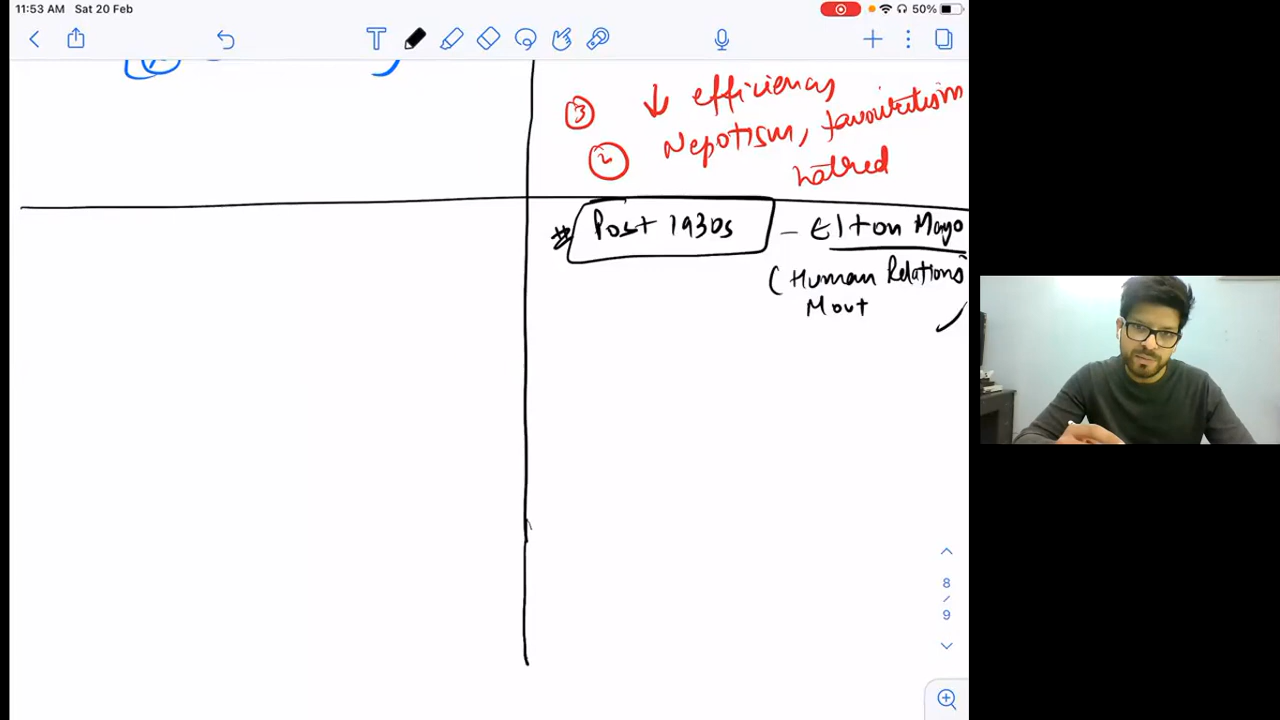 11:53 AM Sat 20 Feb
50%
T
③ ↓ efficiency
② Nepotism, favouritism
hatred
# Post 1930s - Elton Mayo
(Human Relations
Movt
8
/
9